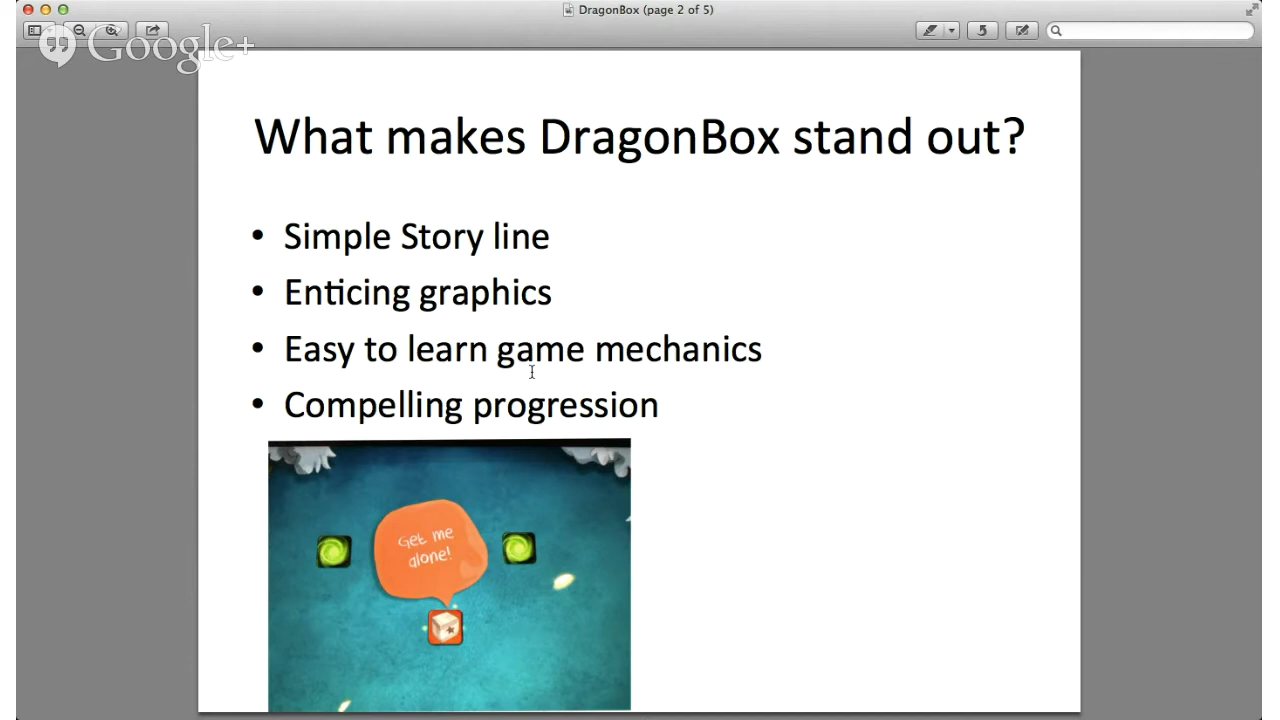 DragonBox (page 2 of 5)
Google+
What makes DragonBox stand out?
• Simple Story line
• Enticing graphics
• Easy to learn game mechanics
• Compelling progression
Get me
alone!